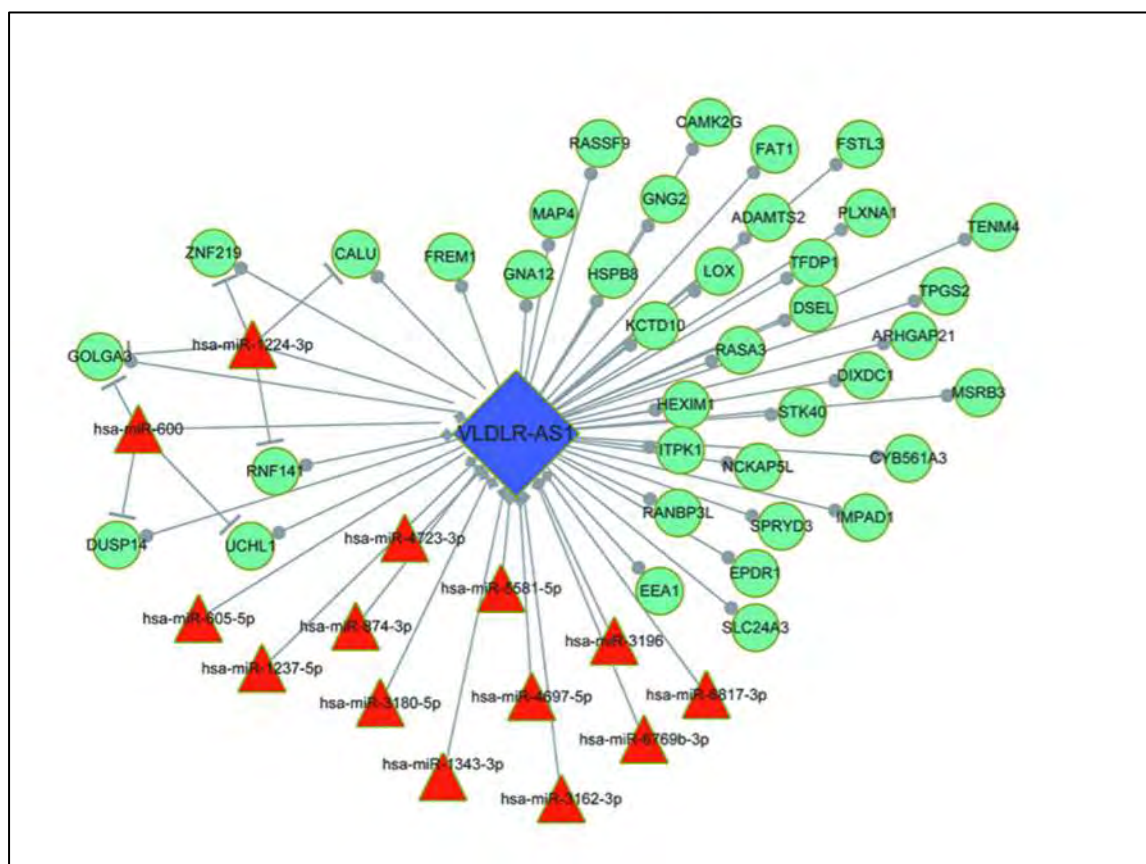 CAMK2G
RASSF9
FAT1
FSTL3
GNG2
MAP4
ADAMTS2
PLXNA1
TENM4
ZNF219
CALU
FREM1
GNA12
HSPB8
LOX
TFDP1
TPGS2
DSEL
KCTD10
ARHGAP21
hsa-miR-1224-3p
GOLGA3
RASA3
DIXDC1
MSRB3
HEXIM1
STK40
hsa-miR-600
VLDLR-AS1
ITPK1
NCKAP5L
CYB561A3
RNF141
RANBP3L
SPRYD3
IMPAD1
hsa-miR-4723-3p
DUSP14
UCHL1
EPDR1
hsa-miR-5581-5p
EEA1
hsa-miR-605-5p
hsa-miR-874-3p
SLC24A3
hsa-miR-3196
hsa-miR-1237-5p
hsa-miR-3180-5p
hsa-miR-4697-5p
hsa-miR-6817-3p
hsa-miR-6769b-3p
hsa-miR-1343-3p
hsa-miR-3162-3p